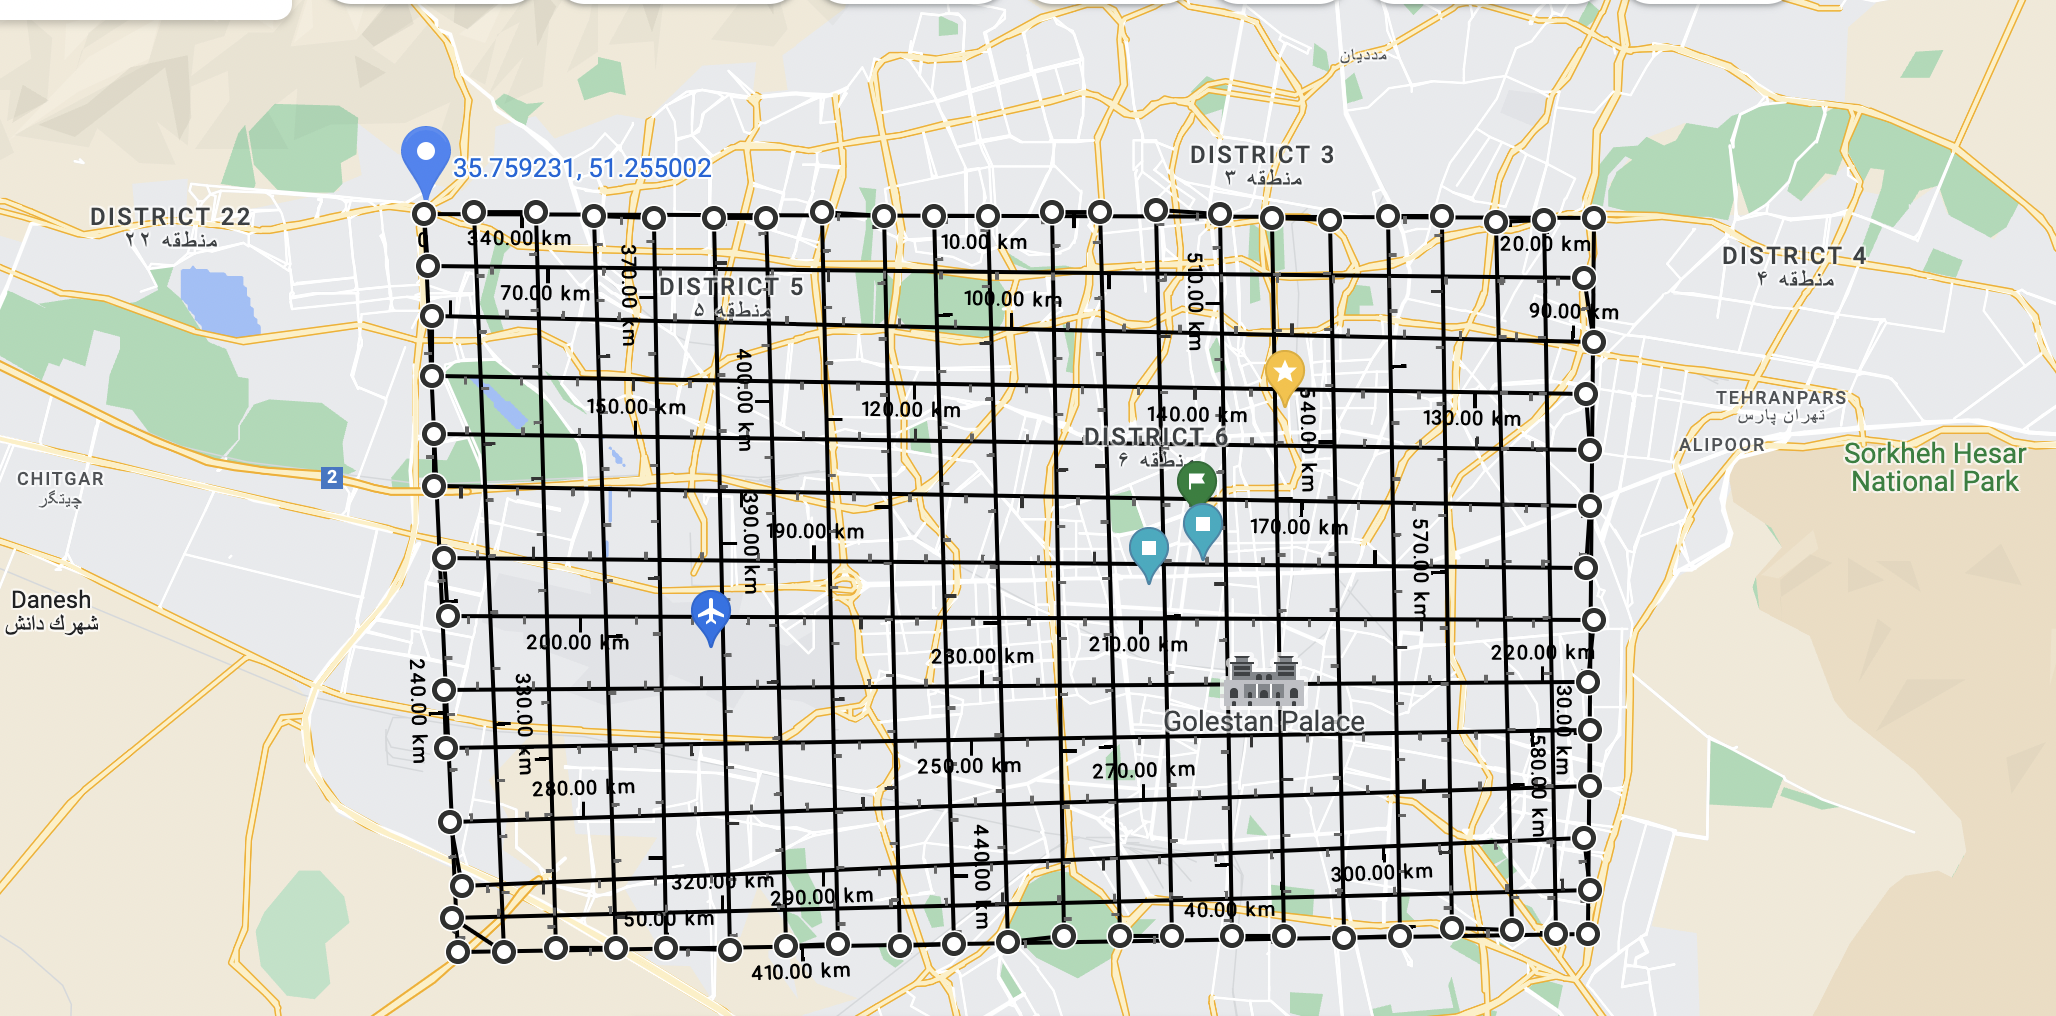 مددیان
DISTRICT 3
منطقه ۳
35.759231, 51.255002
DISTRICT 22
منطقه ۲۲
0
340.00 km
370.00 km
10.00 km
510.00 km
20.00 km
DISTRICT 4
منطقه ۴
70.00 km
DISTRICT 5
منطقه ۵
100.00 km
90.00 km
150.00 km
400.00 km
120.00 km
140.00 km
540.00 km
130.00 km
TEHRANPARS
تهران پارس
DISTRICT 6
منطقه ۶
ALIPOOR
Sorkheh Hesar
National Park
CHITGAR
چیتگر
2
390.00 km
190.00 km
170.00 km
570.00 km
Danesh
شهرک دانش
200.00 km
230.00 km
210.00 km
220.00 km
240.00 km
330.00 km
30.00 km
Golestan Palace
580.00 km
250.00 km
270.00 km
280.00 km
440.00 km
320.00 km
290.00 km
300.00 km
50.00 km
40.00 km
410.00 km